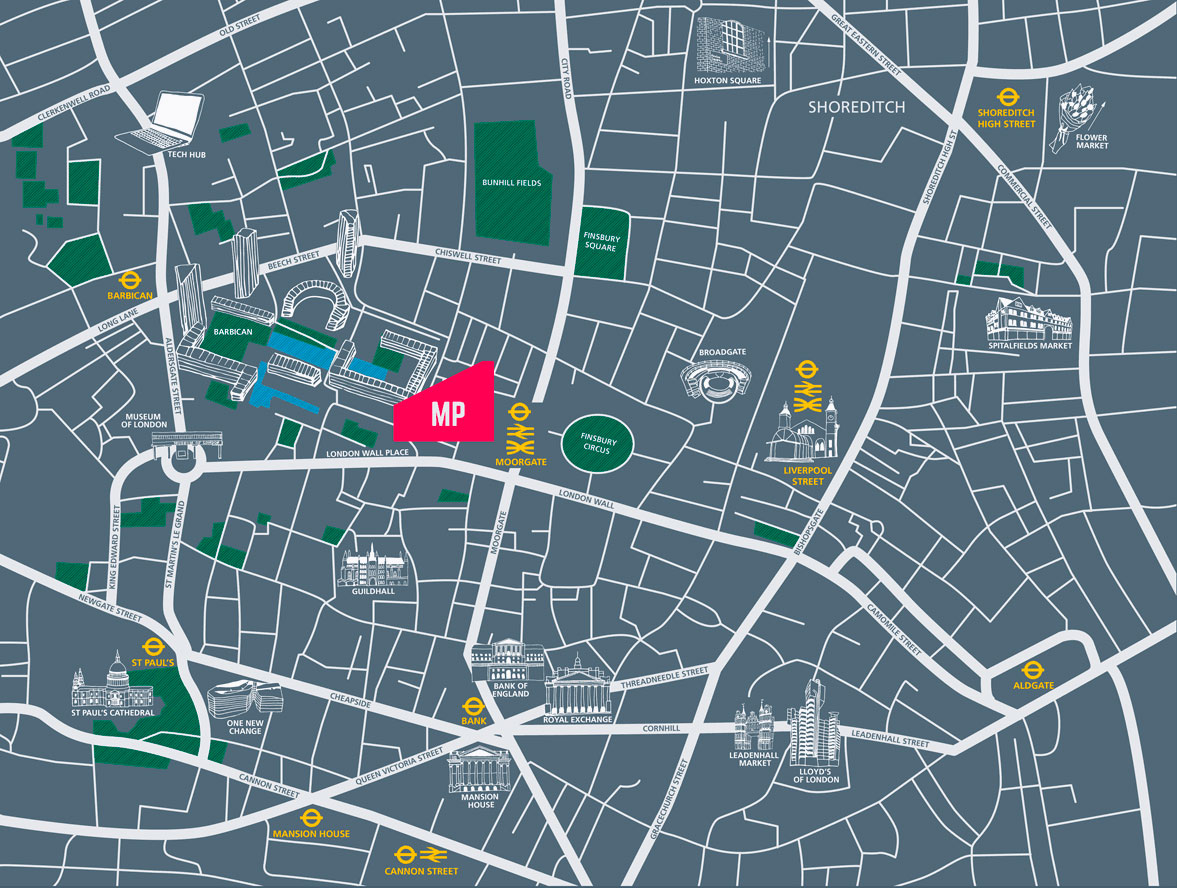 OLD STREET
CLERKENWELL ROAD
TECH HUB
CITY ROAD
BUNHILL FIELDS
FINSBURY
SQUARE
HOXTON SQUARE
GREAT EASTERN STREET
SHOREDITCH
SHOREDITCH
HIGH STREET
FLOWER
MARKET
SHOREDITCH HGH ST
COMMERCIAL STREET
BARBICAN
BEECH STREET
CHISWELL STREET
LONG LANE
BARBICAN
ALDERSGATE STREET
BROADGATE
SPITALFIELDS MARKET
MUSEUM
OF LONDON
MP
MOORGATE
FINSBURY
CIRCUS
LIVERPOOL
STREET
LONDON WALL PLACE
LONDON WALL
BISHOPSGATE
KING EDWARD STREET
ST MARTIN'S LE GRAND
MOORGATE
GUILDHALL
NEWGATE STREET
CAMOMILE STREET
ST PAUL'S
ST PAUL'S CATHEDRAL
ONE NEW
CHANGE
CHEAPSIDE
BANK OF
ENGLAND
BANK
ROYAL EXCHANGE
THREADNEEDLE STREET
ALDGATE
CORNHILL
LEADENHALL
MARKET
LLOYD'S
OF LONDON
LEADENHALL STREET
CANNON STREET
QUEEN VICTORIA STREET
MANSION
HOUSE
GRACECHURCH STREET
MANSION HOUSE
CANNON STREET